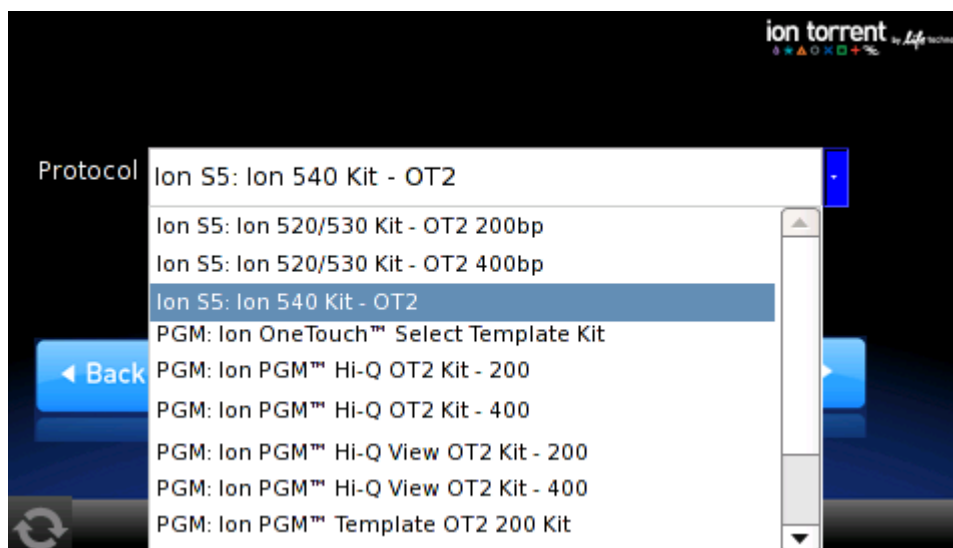 ion torrent
by Life
Protocol
Ion S5: Ion 540 Kit - OT2
Ion S5: Ion 520/530 Kit - OT2 200bp
Ion S5: Ion 520/530 Kit - OT2 400bp
Ion S5: Ion 540 Kit - OT2
PGM: Ion OneTouch™ Select Template Kit
PGM: Ion PGM™ Hi-Q OT2 Kit - 200
Back
PGM: Ion PGM™ Hi-Q OT2 Kit - 400
PGM: Ion PGM™ Hi-Q View OT2 Kit - 200
PGM: Ion PGM™ Hi-Q View OT2 Kit - 400
PGM: Ion PGM™ Template OT2 200 Kit